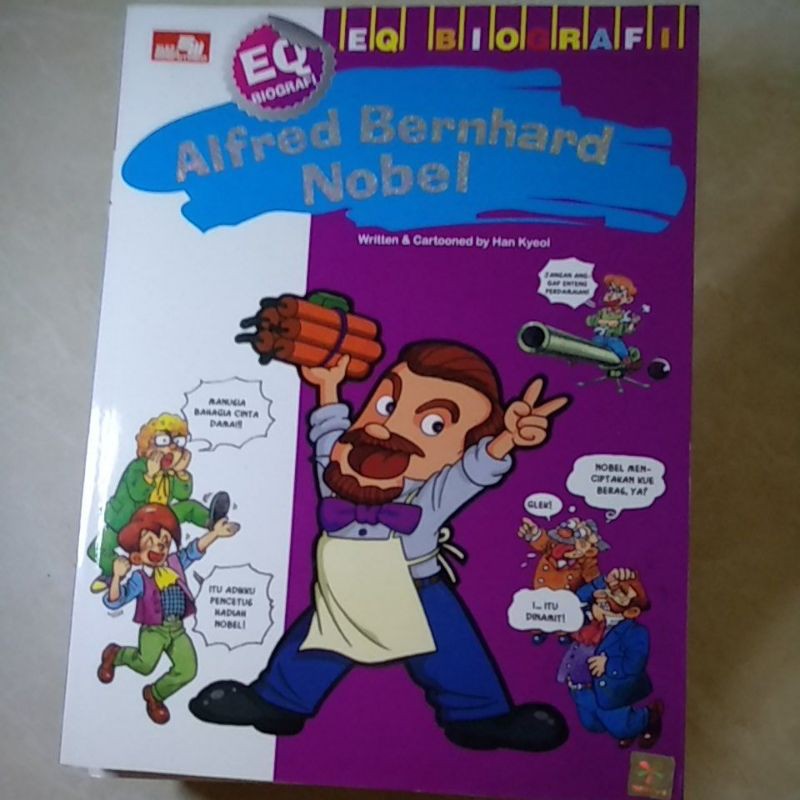 EQ BIOGRAFI
EQ
BIOGRAFI
Alfred Bernhard
Nobel
Written & Cartooned by Han Kyeol
JANGAN ANG-
GAP ENTENG
PERDAMAIAN!
MANUSIA
BAHAGIA CINTA
DAMAI!!
NOBEL MEN-
CIPTAKAN KUE
BERAS, YA?
GLEK!
ITU ADIKKU
PENCETUS
HADIAH
NOBEL!
I... ITU
DINAMIT!